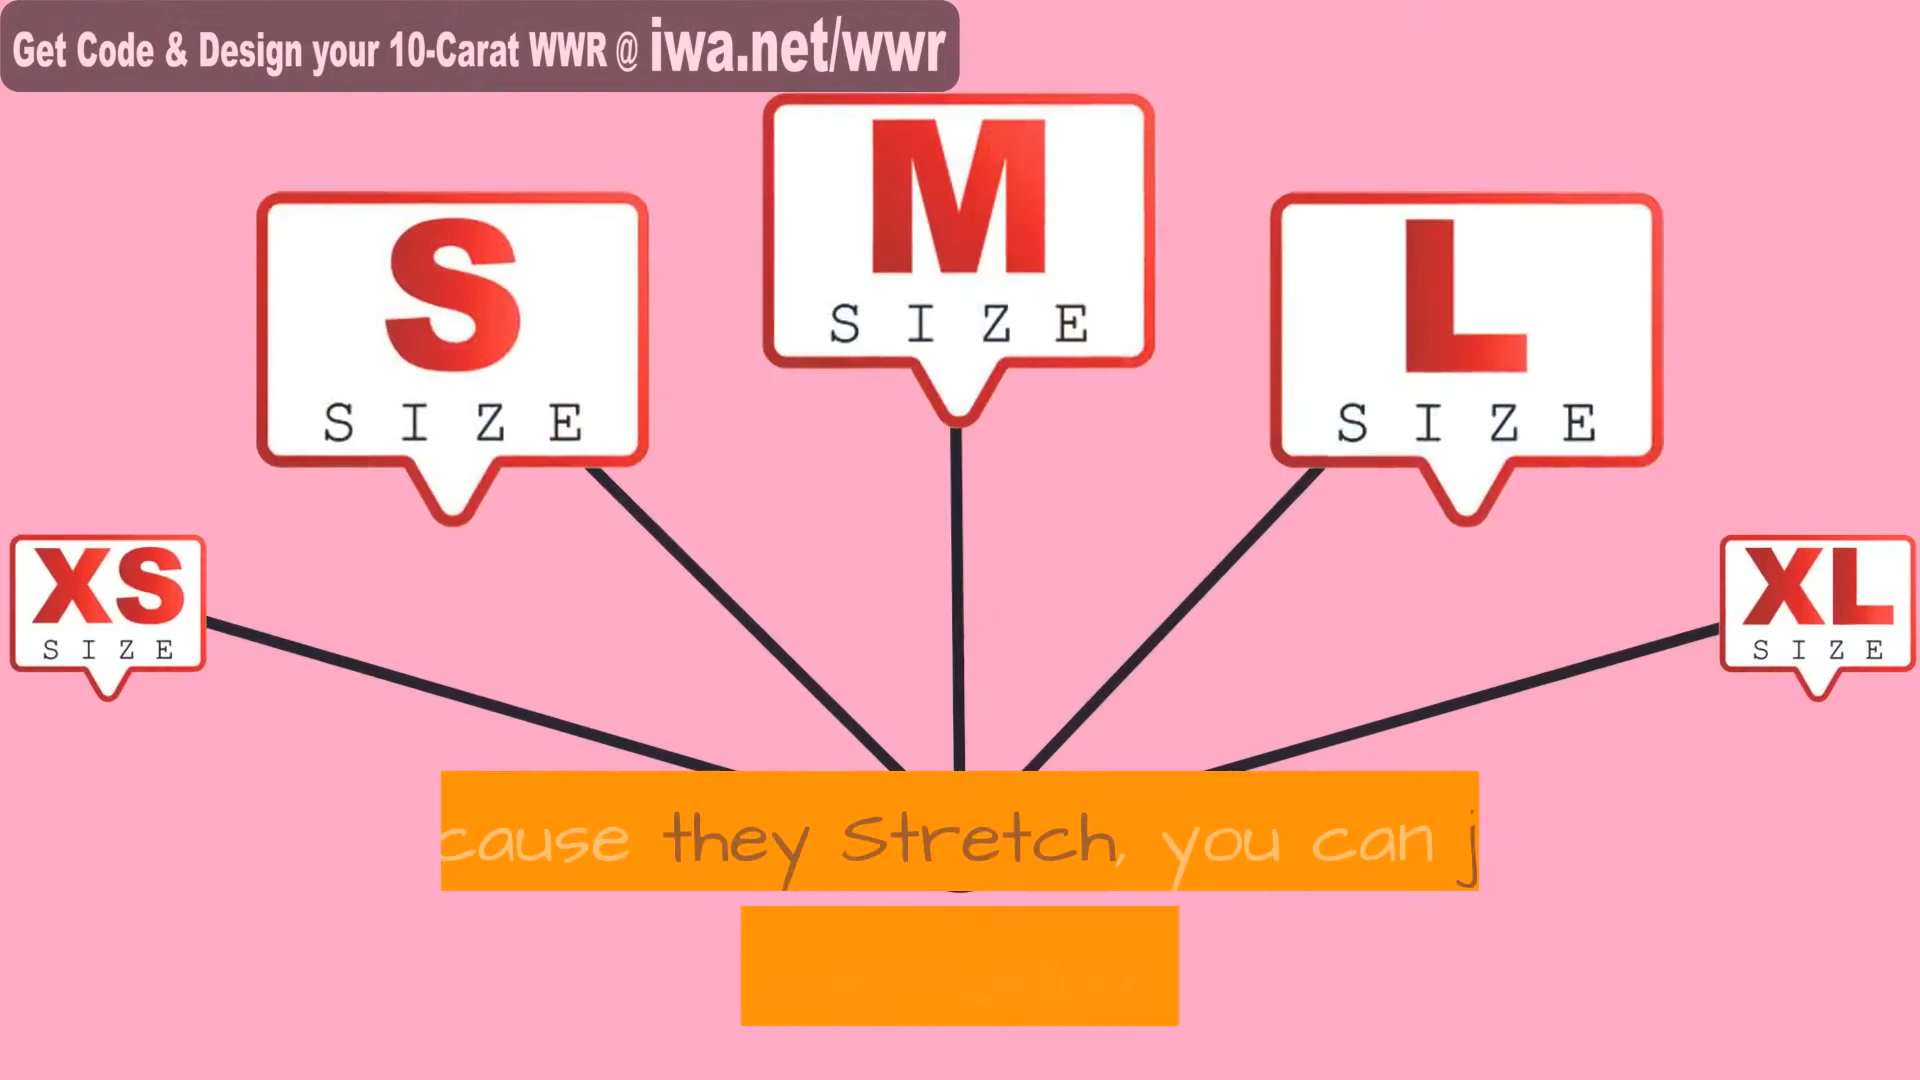 Get Code & Design your 10-Carat WWR @ iwa.net/wwr
M
SIZE
S
SIZE
L
SIZE
XS
SIZE
XL
SIZE
cause they Stretch, you can j